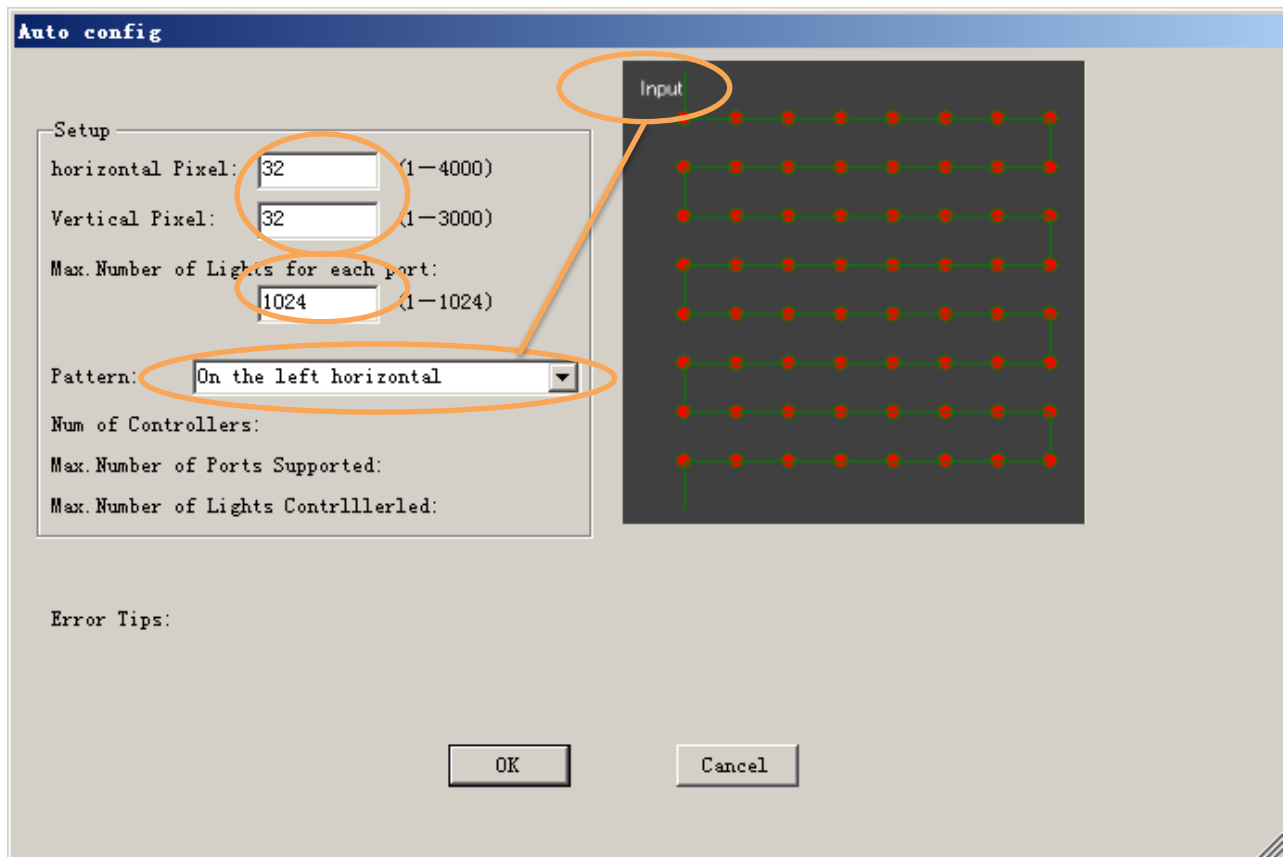 Auto config
Input
Setup
horizontal Pixel: 32 (1—4000)
Vertical Pixel: 32 (1—3000)
Max.Number of Lights for each port:
1024 (1—1024)
Pattern: On the left horizontal
Num of Controllers:
Max.Number of Ports Supported:
Max.Number of Lights Contrlllerled:
Error Tips:
OK Cancel